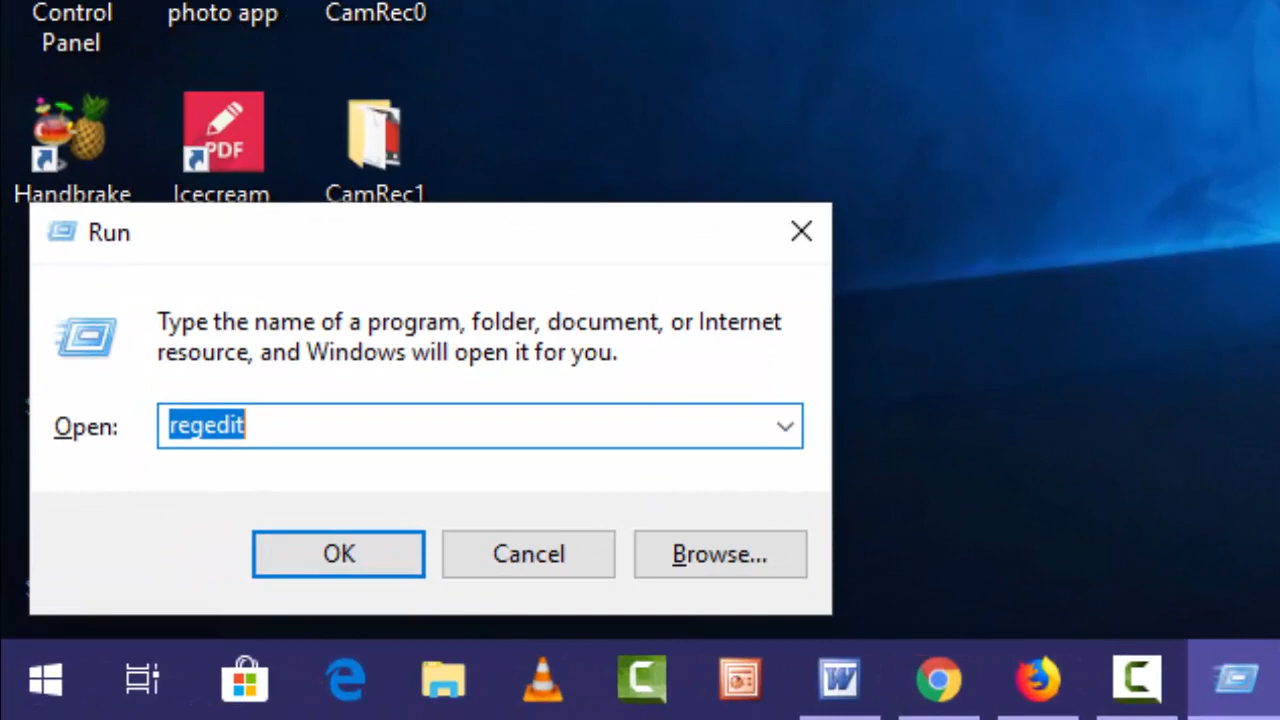 Control
Panel
photo app
CamRec0
PDF
Handbrake
Icecream
CamRec1
Run
Type the name of a program, folder, document, or Internet
resource, and Windows will open it for you.
Open:
regedit
OK
Cancel
Browse...